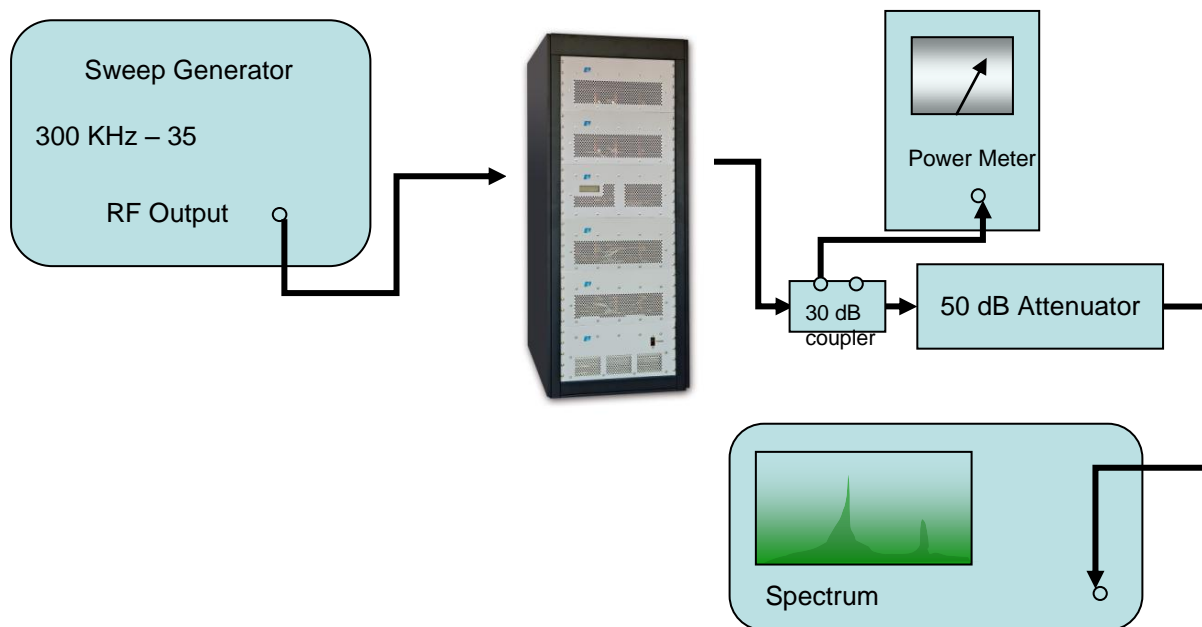 Sweep Generator
300 KHz – 35
RF Output
Power Meter
30 dB
coupler
50 dB Attenuator
Spectrum